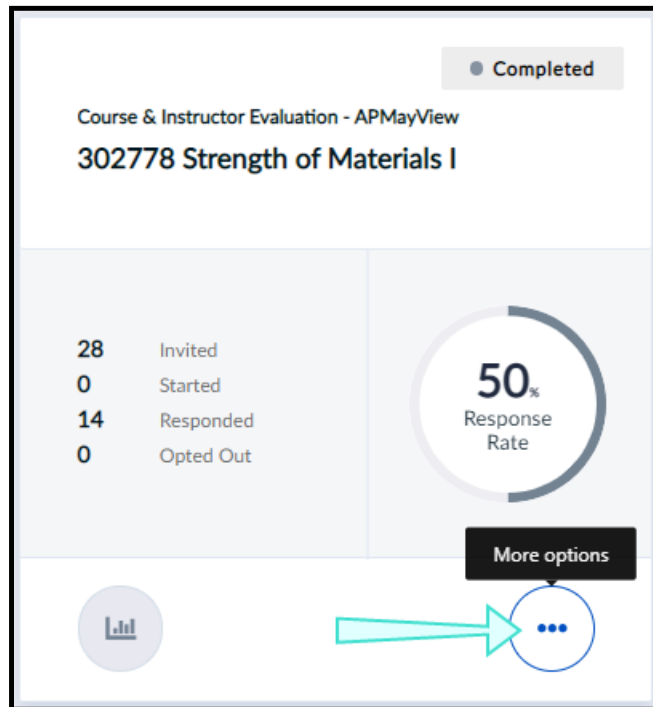 Completed
Course & Instructor Evaluation - APMayView
302778 Strength of Materials I
28 Invited
0 Started
14 Responded
0 Opted Out
50%
Response
Rate
More options